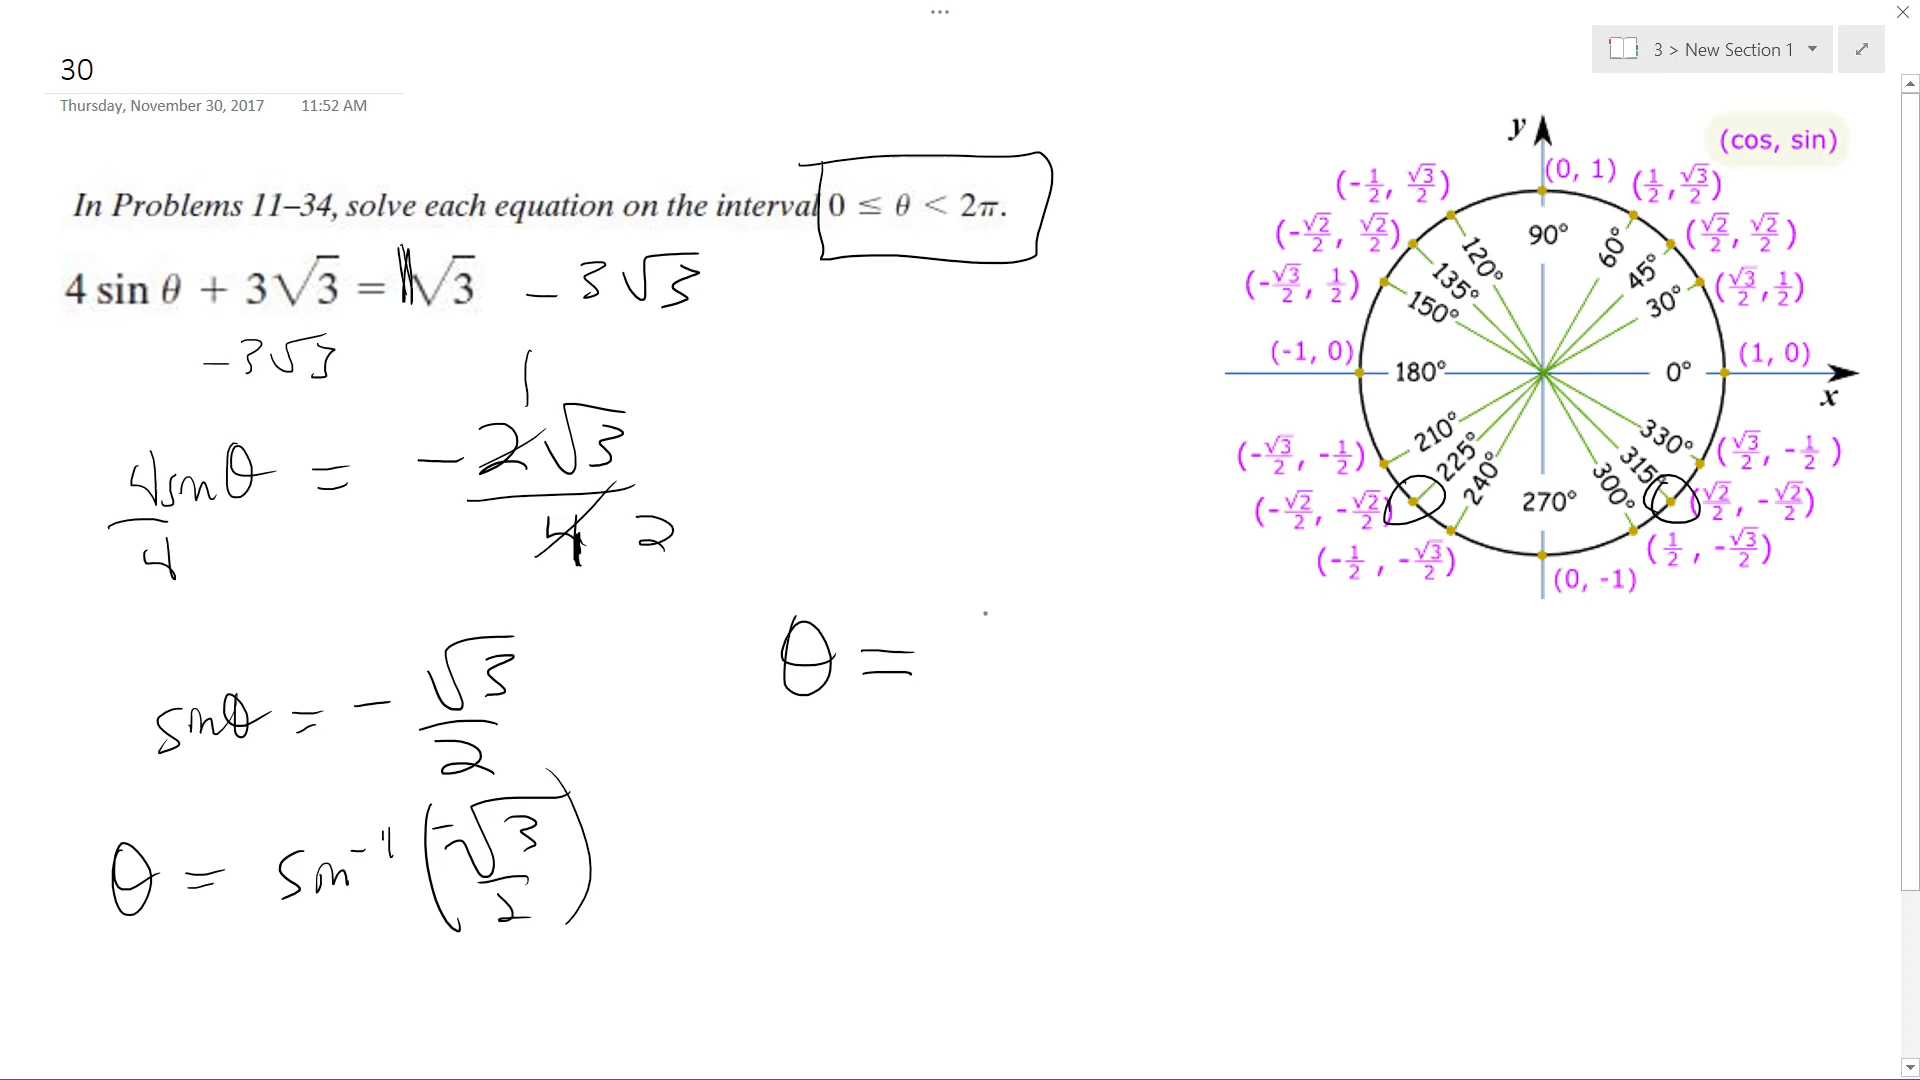 ...
3 > New Section 1
30
Thursday, November 30, 2017 11:52 AM
In Problems 11–34, solve each equation on the interval 0 ≤ θ < 2π.
4 sin θ + 3√3 = 1√3 − 3√3
−3√3
1
4sinθ = −2√3
4 4 2
sinθ = − √3
2
θ = sin⁻¹ (−√3
2)
θ =
y
(cos, sin)
(0, 1)
(-1/2, √3/2) (1/2, √3/2)
(-√2/2, √2/2) (√2/2, √2/2)
(-√3/2, 1/2) (√3/2, 1/2)
90°
120° 60°
135° 45°
150° 30°
(-1, 0) (1, 0)
180° 0°
x
210° 330°
225° 315°
240° 300°
270°
(-√3/2, -1/2) (√3/2, -1/2)
(-√2/2, -√2/2) (√2/2, -√2/2)
(-1/2, -√3/2) (1/2, -√3/2)
(0, -1)